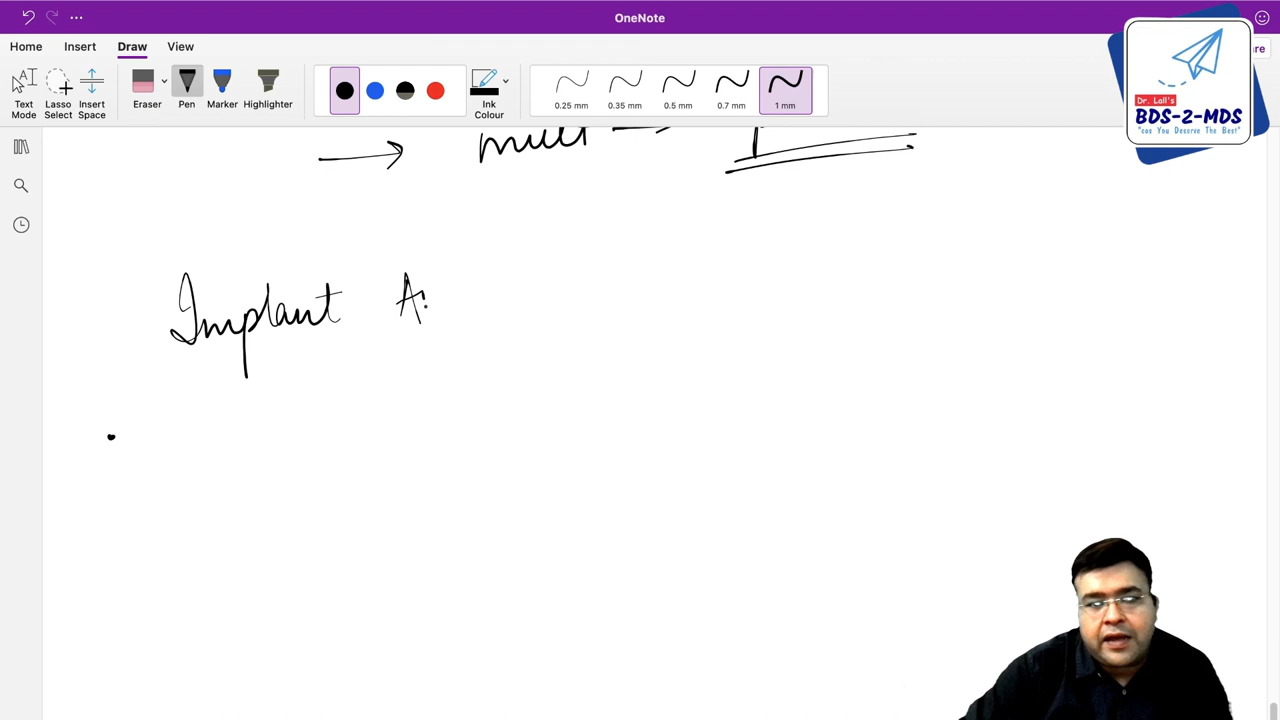 OneNote
Home Insert Draw View
Text Mode Lasso Select Insert Space Eraser Pen Marker Highlighter Ink Colour 0.25 mm 0.35 mm 0.5 mm 0.7 mm 1 mm
Dr. Lall's
BDS-2-MDS
"cos You Deserve The Best"
Implant A